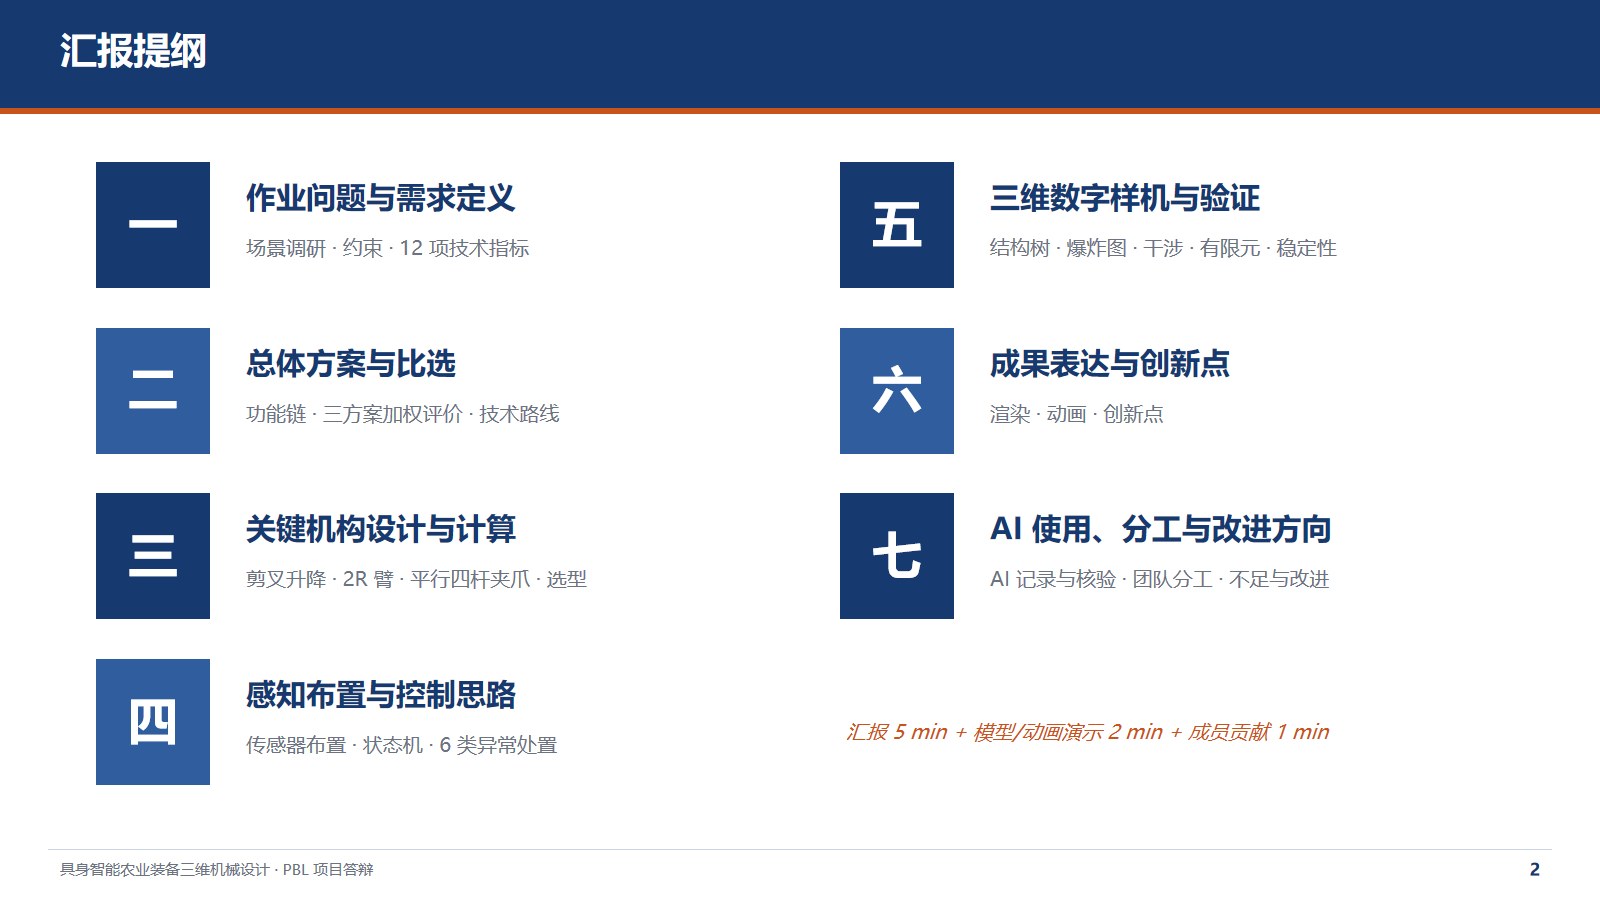 汇报提纲
一
作业问题与需求定义
场景调研 · 约束 · 12 项技术指标
二
总体方案与比选
功能链 · 三方案加权评价 · 技术路线
三
关键机构设计与计算
剪叉升降 · 2R 臂 · 平行四杆夹爪 · 选型
四
感知布置与控制思路
传感器布置 · 状态机 · 6 类异常处置
五
三维数字样机与验证
结构树 · 爆炸图 · 干涉 · 有限元 · 稳定性
六
成果表达与创新点
渲染 · 动画 · 创新点
七
AI 使用、分工与改进方向
AI 记录与核验 · 团队分工 · 不足与改进
汇报 5 min + 模型/动画演示 2 min + 成员贡献 1 min
具身智能农业装备三维机械设计 · PBL 项目答辩
2